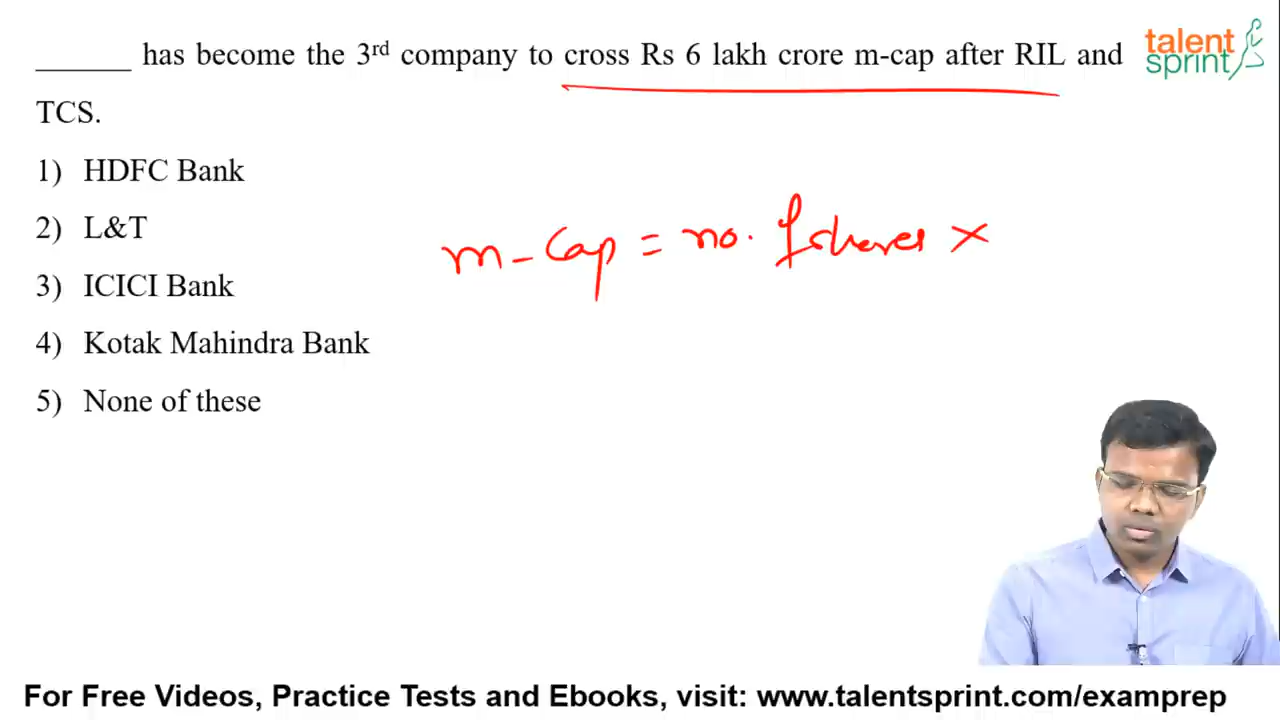 ______ has become the 3rd company to cross Rs 6 lakh crore m-cap after RIL and
TCS.
talent
sprint
1) HDFC Bank
2) L&T
3) ICICI Bank
4) Kotak Mahindra Bank
5) None of these
m-cap = no. of shares ×
For Free Videos, Practice Tests and Ebooks, visit: www.talentsprint.com/examprep